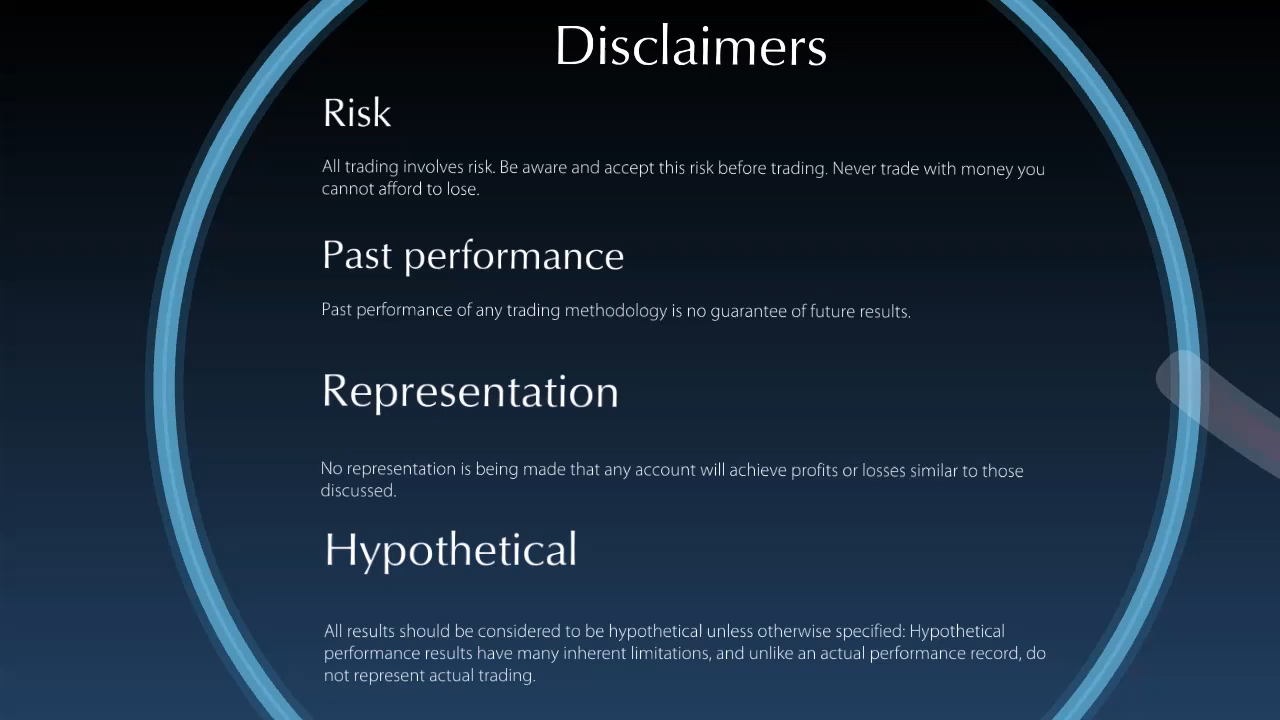 Disclaimers
Risk
All trading involves risk. Be aware and accept this risk before trading. Never trade with money you
cannot afford to lose.
Past performance
Past performance of any trading methodology is no guarantee of future results.
Representation
No representation is being made that any account will achieve profits or losses similar to those
discussed.
Hypothetical
All results should be considered to be hypothetical unless otherwise specified: Hypothetical
performance results have many inherent limitations, and unlike an actual performance record, do
not represent actual trading.